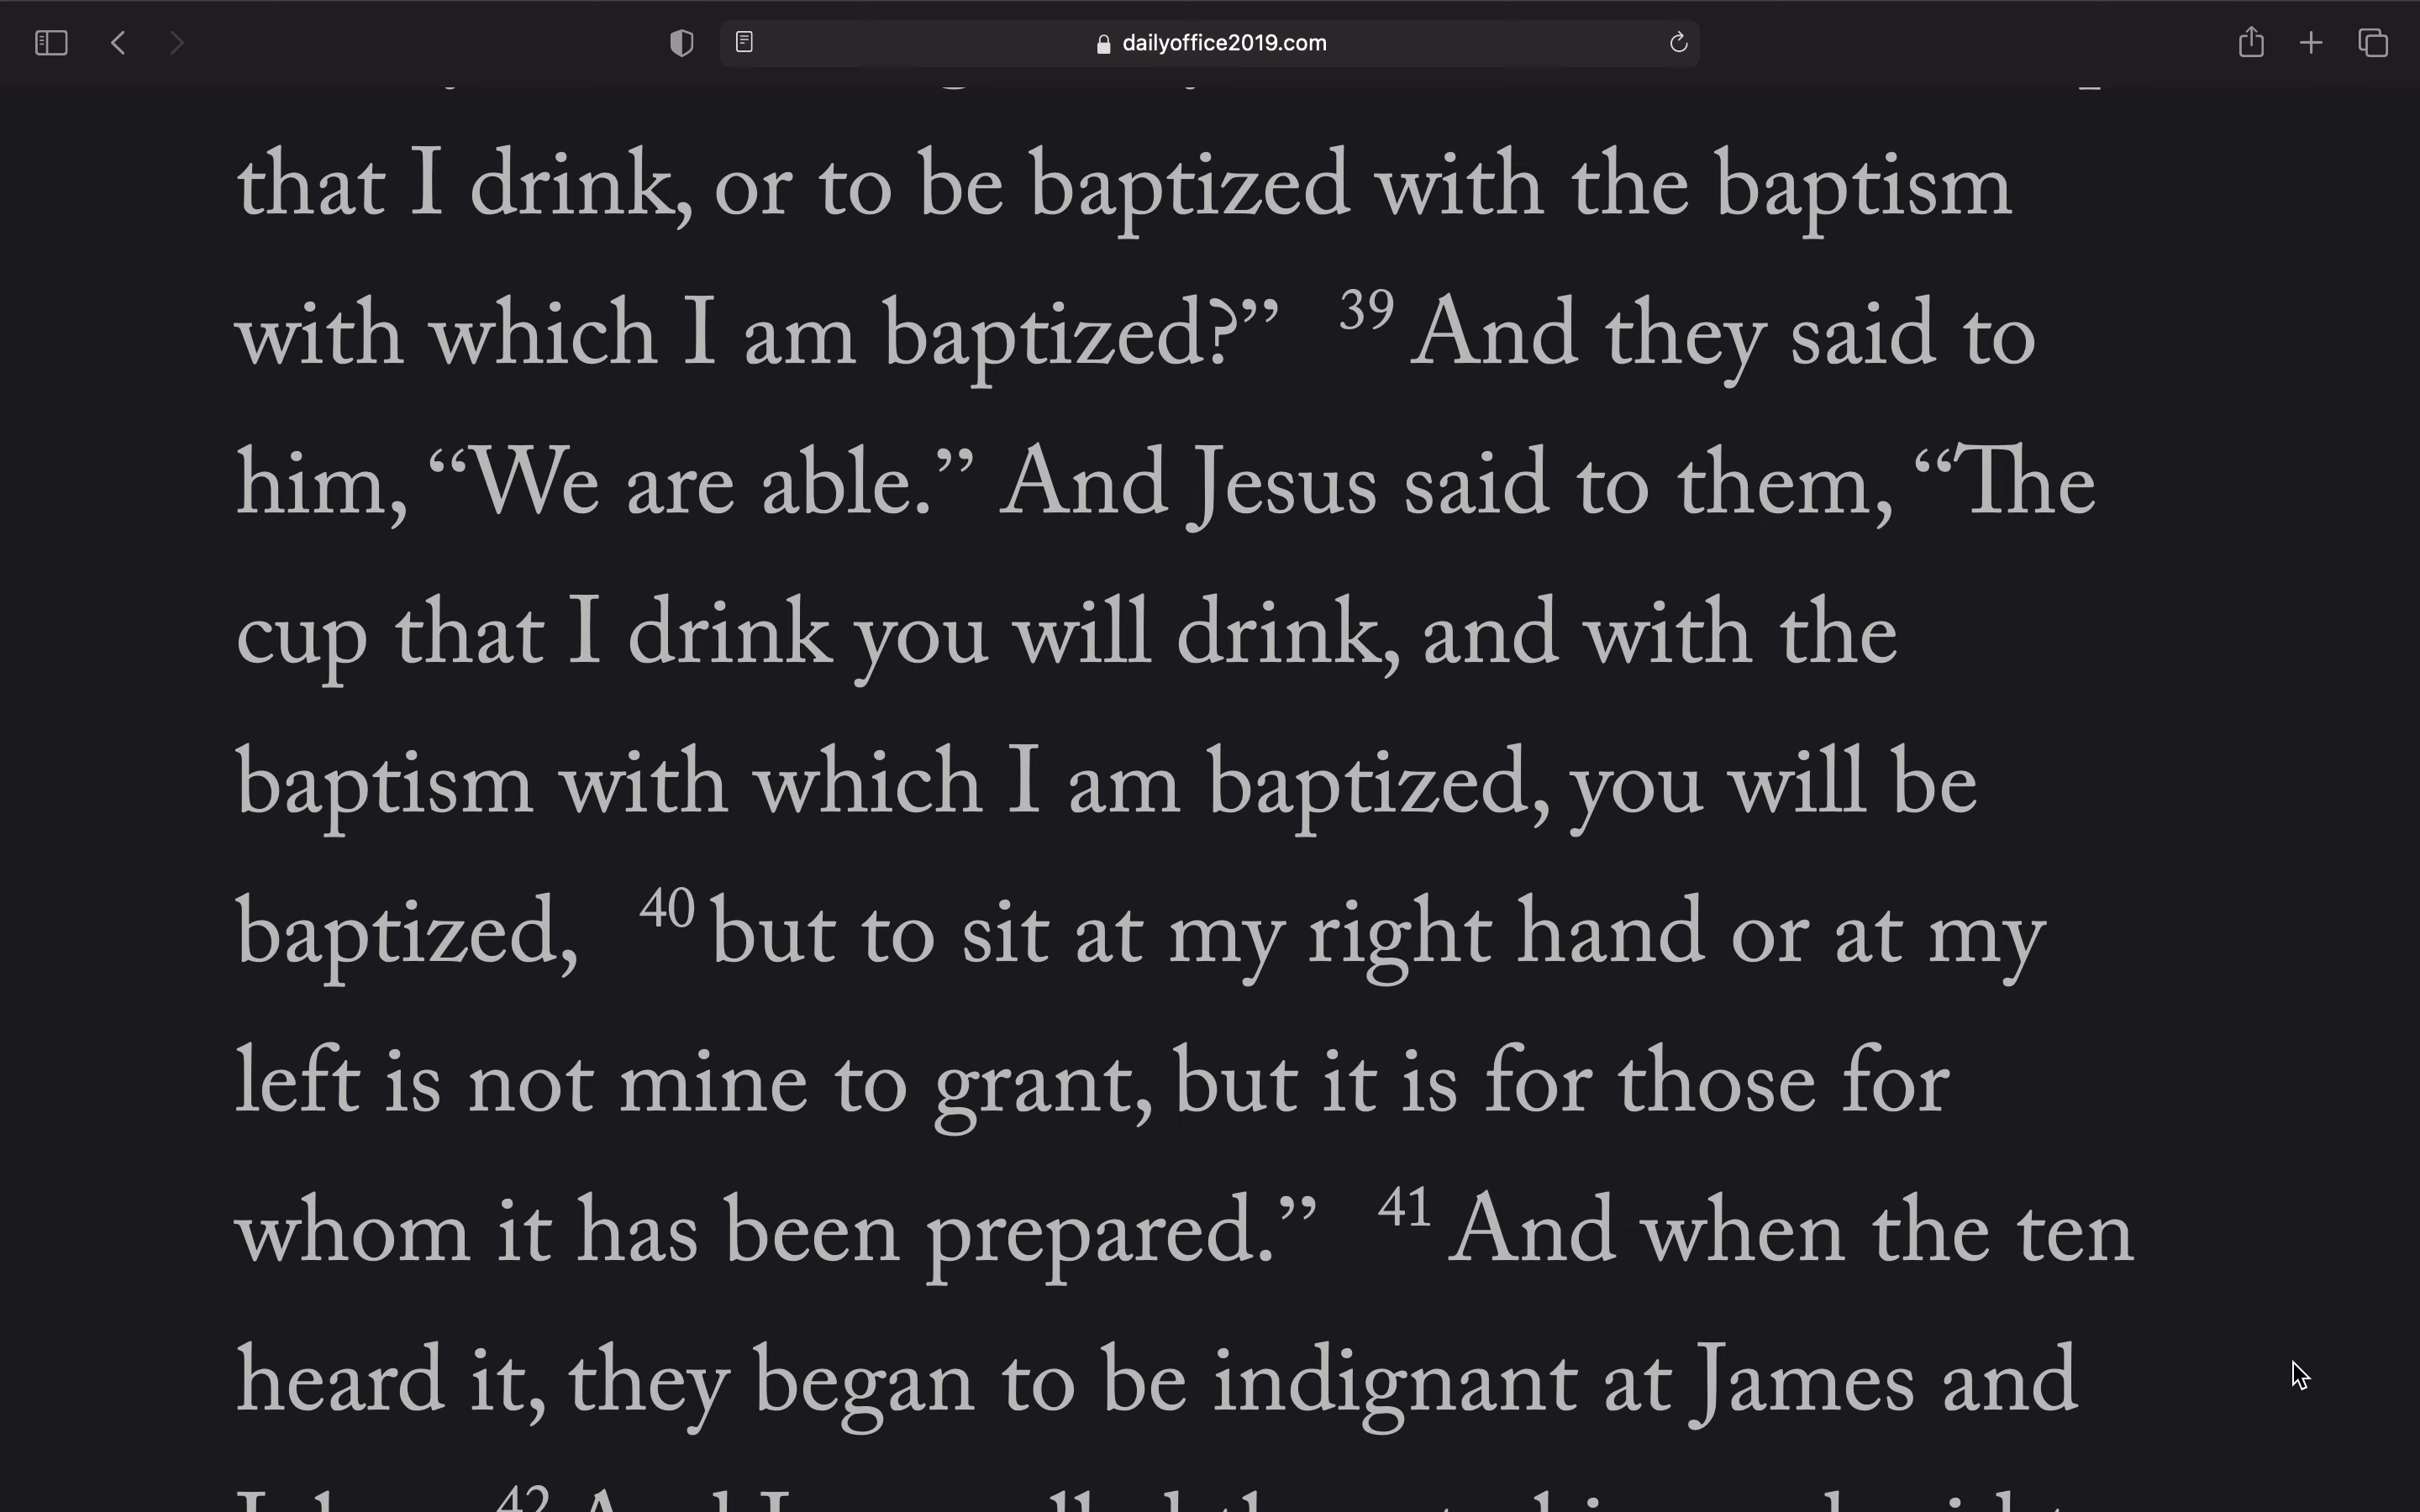 dailyoffice2019.com
that I drink, or to be baptized with the baptism
with which I am baptized?” 39 And they said to
him, “We are able.” And Jesus said to them, “The
cup that I drink you will drink, and with the
baptism with which I am baptized, you will be
baptized, 40 but to sit at my right hand or at my
left is not mine to grant, but it is for those for
whom it has been prepared.” 41 And when the ten
heard it, they began to be indignant at James and
42